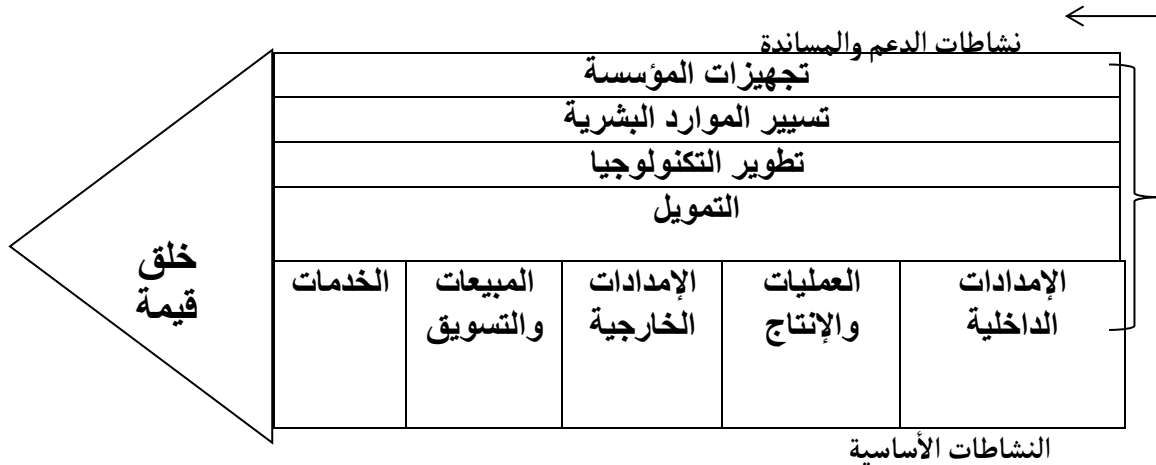 نشاطات الدعم والمساندة
تجهيزات المؤسسة
تسيير الموارد البشرية
تطوير التكنولوجيا
التمويل
الإمدادات
الداخلية
العمليات
والإنتاج
الإمدادات
الخارجية
المبيعات
والتسويق
الخدمات
خلق
قيمة
النشاطات الأساسية